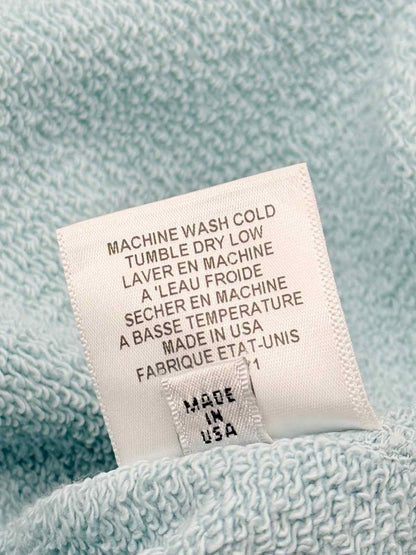 MACHINE WASH COLD
TUMBLE DRY LOW
LAVER EN MACHINE
A 'LEAU FROIDE
SECHER EN MACHINE
A BASSE TEMPERATURE
MADE IN USA
FABRIQUE ETAT-UNIS
1
MADE
IN
USA